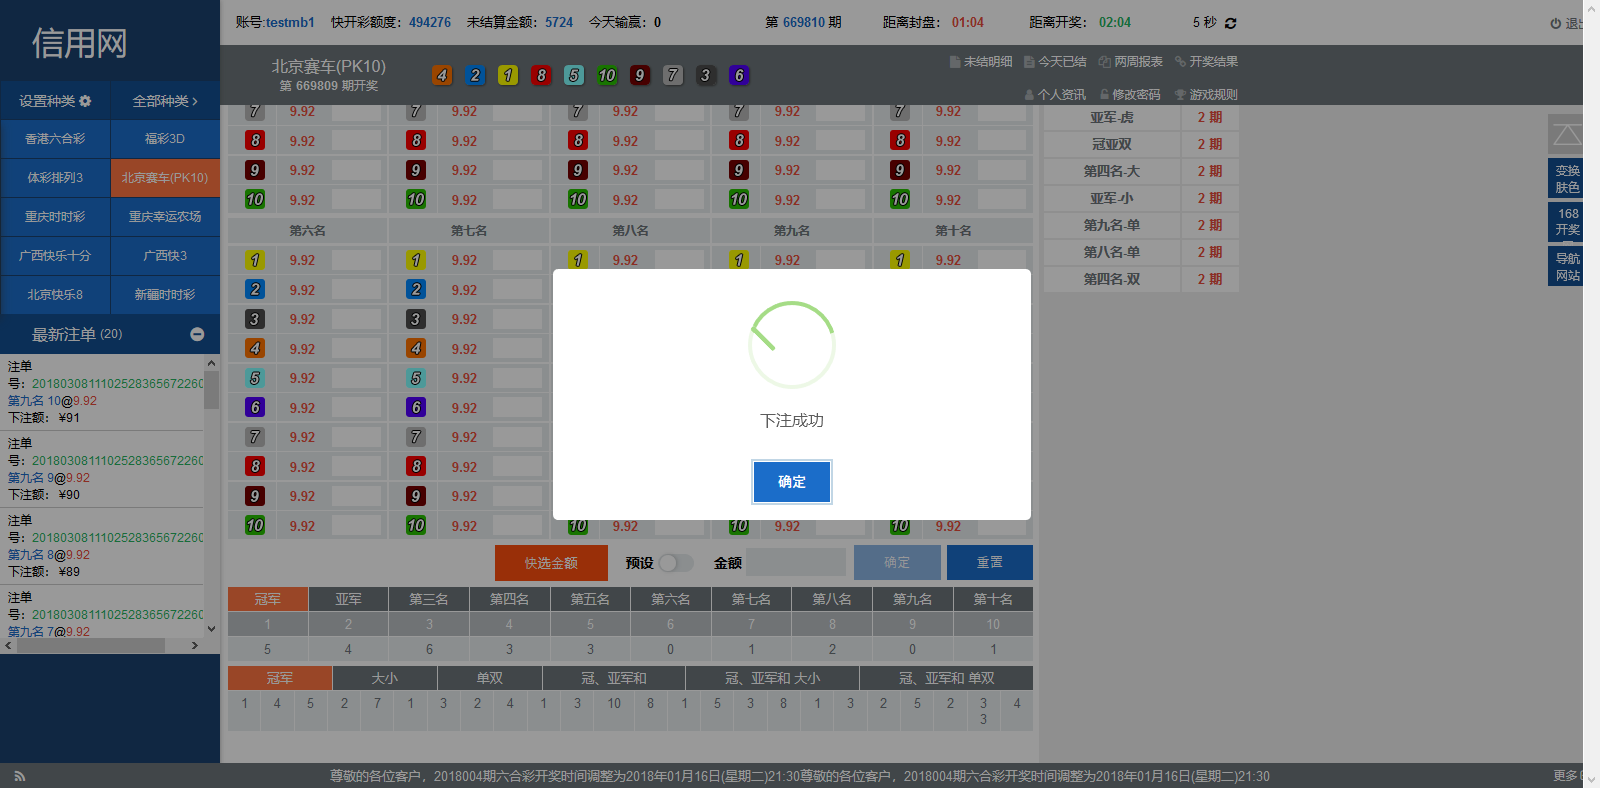 账号:testmb1 快开彩额度：494276 未结算金额：5724 今天输赢：0 第 669810 期 距离封盘： 01:04 距离开奖： 02:04 5 秒
信用网
北京赛车(PK10)
第 669809 期开奖
4 2 1 8 5 10 9 7 3 6
未结明细 今天已结 两周报表 开奖结果
个人资讯 修改密码 游戏规则
设置种类 全部种类
香港六合彩 福彩3D
体彩排列3 北京赛车(PK10)
重庆时时彩 重庆幸运农场
广西快乐十分 广西快3
北京快乐8 新疆时时彩
最新注单 (20)
注单
号：2018030811102528365672260
第九名 10@9.92
下注额： ¥91
注单
号：2018030811102528365672260
第九名 9@9.92
下注额： ¥90
注单
号：2018030811102528365672260
第九名 8@9.92
下注额： ¥89
注单
号：2018030811102528365672260
第九名 7@9.92
7 9.92 7 9.92 7 9.92 7 9.92 7 9.92
8 9.92 8 9.92 8 9.92 8 9.92 8 9.92
9 9.92 9 9.92 9 9.92 9 9.92 9 9.92
10 9.92 10 9.92 10 9.92 10 9.92 10 9.92
第六名 第七名 第八名 第九名 第十名
1 9.92 1 9.92 1 9.92 1 9.92 1 9.92
2 9.92 2 9.92
3 9.92 3 9.92
4 9.92 4 9.92
5 9.92 5 9.92
6 9.92 6 9.92
7 9.92 7 9.92
8 9.92 8 9.92
9 9.92 9 9.92
10 9.92 10 9.92 10 9.92 10 9.92 10 9.92
下注成功
确定
快选金额 预设 金额 确定 重置
冠军 亚军 第三名 第四名 第五名 第六名 第七名 第八名 第九名 第十名
1 2 3 4 5 6 7 8 9 10
5 4 6 3 3 0 1 2 0 1
冠军 大小 单双 冠、亚军和 冠、亚军和 大小 冠、亚军和 单双
1 4 5 2 7 1 3 2 4 1 3 10 8 1 5 3 8 1 3 2 5 2 3 4
3
亚军-虎 2 期
冠亚双 2 期
第四名-大 2 期
亚军-小 2 期
第九名-单 2 期
第八名-单 2 期
第四名-双 2 期
变换
肤色
168
开奖
导航
网站
尊敬的各位客户，2018004期六合彩开奖时间调整为2018年01月16日(星期二)21:30尊敬的各位客户，2018004期六合彩开奖时间调整为2018年01月16日(星期二)21:30
更多